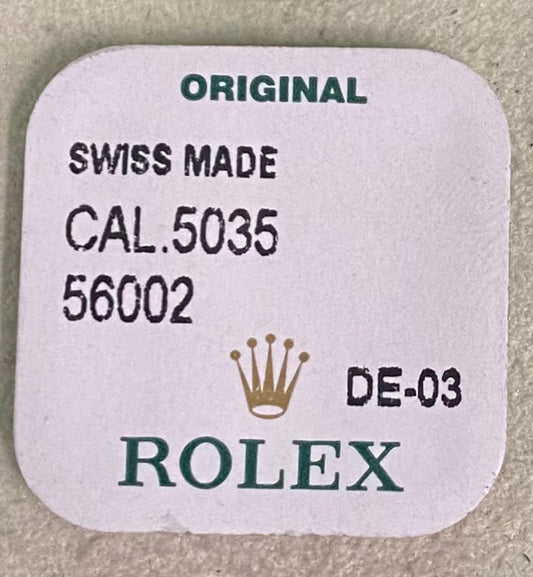 ORIGINAL
SWISS MADE
CAL.5035
56002
DE-03
ROLEX